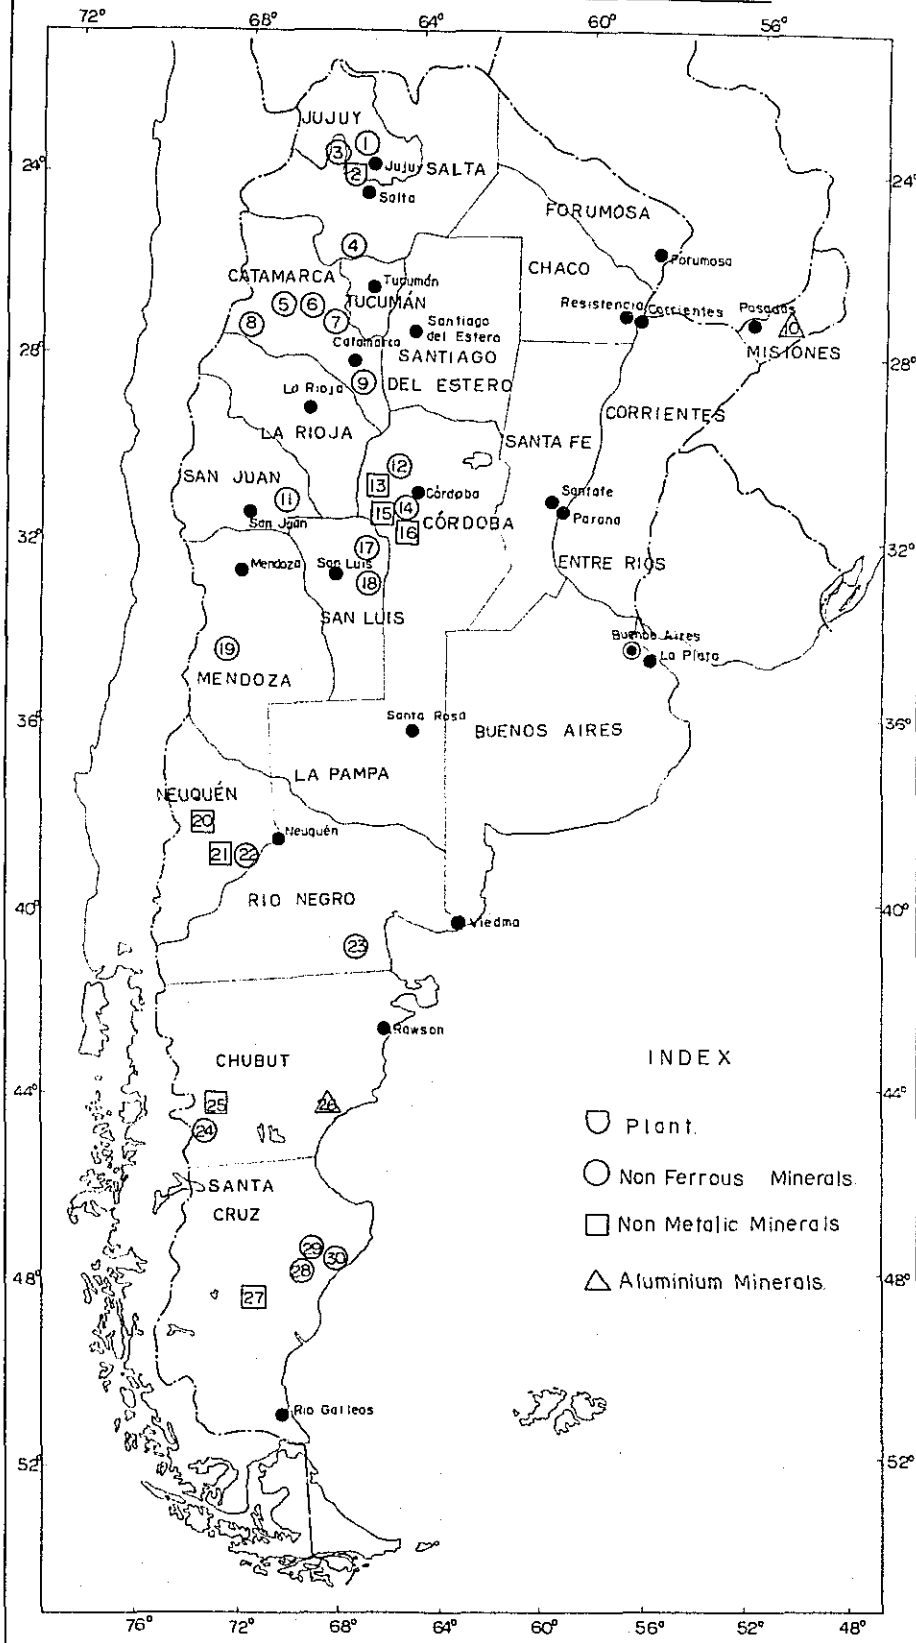 72° 68° 64° 60° 56°
JUJUY
1
3
Jujuy
24° SALTA 24°
2
Salta
FORUMOSA
4
Forumosa
CHACO
CATAMARCA
Tucumán
TUCUMÁN
5 6
Resistencia Corrientes Posadas
8 7 10
Santiago
del Estero
Catamarca
MISIONES
28° SANTIAGO 28°
DEL ESTERO
9
La Rioja
CORRIENTES
LA RIOJA
SANTA FE
12
SAN JUAN
13
Córdoba
11
14
Santafe
15
CÓRDOBA
Parana
San Juan
16
32° 32°
17
ENTRE RIOS
Mendoza San Luis
18
SAN LUIS
Buenos Aires
19
La Plata
MENDOZA
Santa Rosa
36° BUENOS AIRES 36°
LA PAMPA
NEUQUÉN
20
Neuquén
21 22
RIO NEGRO
40° 40°
Viedma
23
Rawson
CHUBUT
INDEX
44° 44°
25 26
24
Plant.
Non Ferrous Minerals
SANTA
CRUZ
Non Metalic Minerals
29
30
28
48° Aluminium Minerals. 48°
27
Rio Galleos
52° 52°
76° 72° 68° 64° 60° 56° 52° 48°